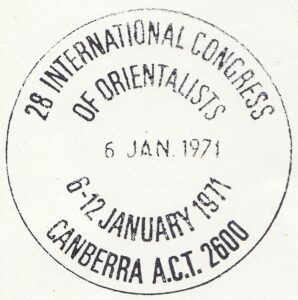 28 INTERNATIONAL CONGRESS
OF ORIENTALISTS
6 JAN. 1971
6-12 JANUARY 1971
CANBERRA A.C.T. 2600